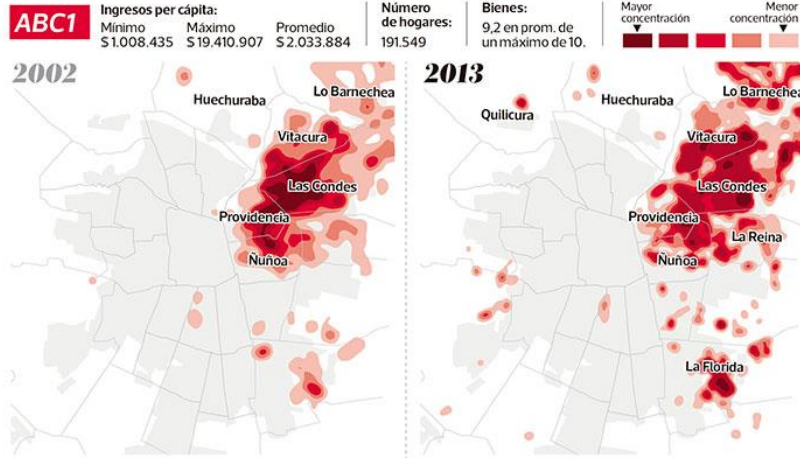 ABC1
Ingresos per cápita:
Mínimo
$1.008.435
Máximo
$19.410.907
Promedio
$2.033.884
Número
de hogares:
191.549
Bienes:
9,2 en prom. de
un máximo de 10.
Mayor
concentración
Menor
concentración
2002
Huechuraba
Lo Barnechea
Vitacura
Las Condes
Providencia
Ñuñoa
2013
Quilicura
Huechuraba
Lo Barnechea
Vitacura
Las Condes
Providencia
La Reina
Ñuñoa
La Florida